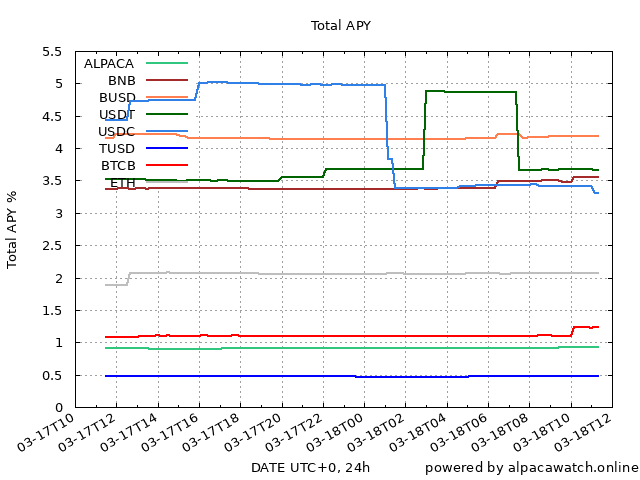 Total APY
Total APY %
5.5
5
4.5
4
3.5
3
2.5
2
1.5
1
0.5
0
ALPACA
BNB
BUSD
USDT
USDC
TUSD
BTCB
ETH
03-17T10
03-17T12
03-17T14
03-17T16
03-17T18
03-17T20
03-17T22
03-18T00
03-18T02
03-18T04
03-18T06
03-18T08
03-18T10
03-18T12
DATE UTC+0, 24h
powered by alpacawatch.online